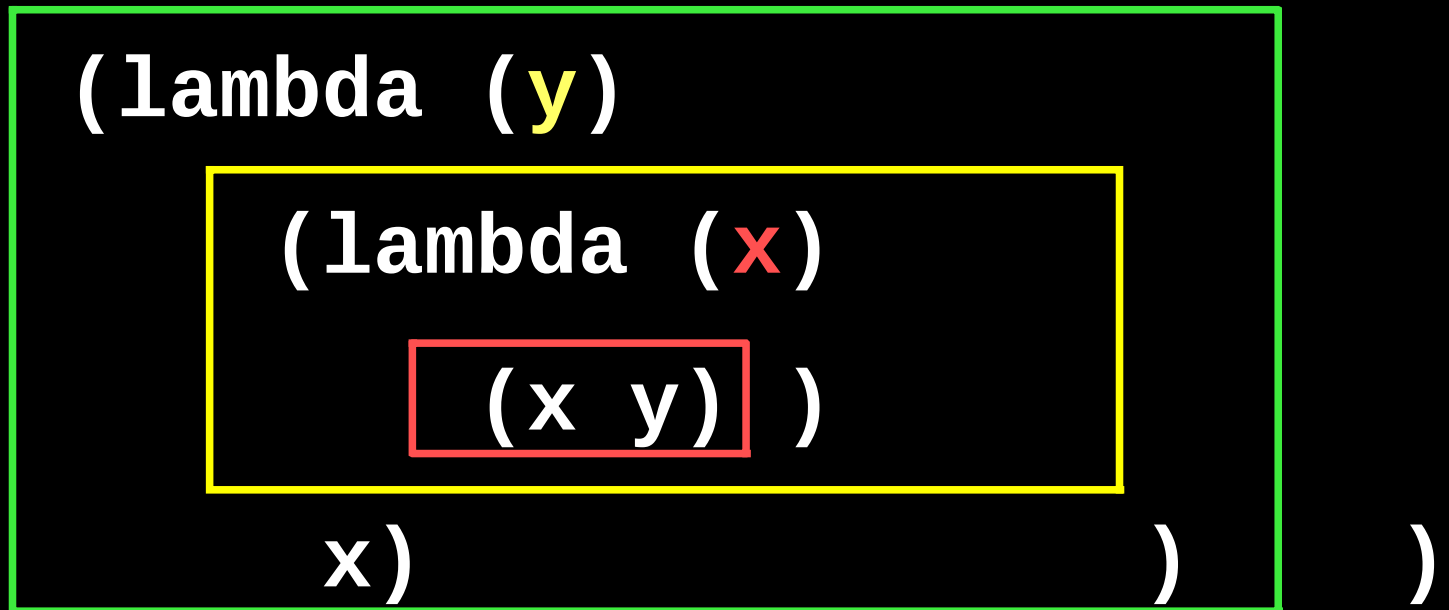 (lambda (y)
(lambda (x)
(x y) )
x) ) )